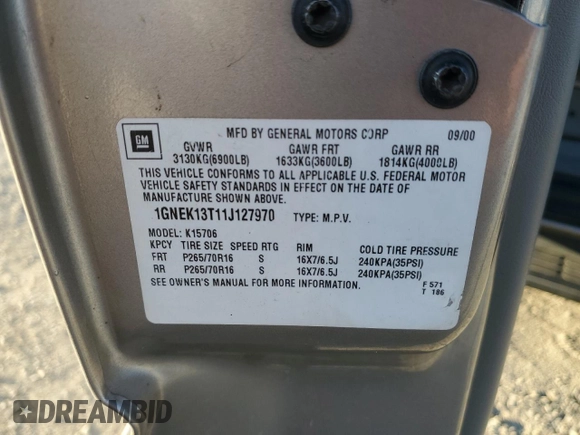 GM
MFD BY GENERAL MOTORS CORP 09/00
GVWR GAWR FRT GAWR RR
3130KG(6900LB) 1633KG(3600LB) 1814KG(4000LB)
THIS VEHICLE CONFORMS TO ALL APPLICABLE U.S. FEDERAL MOTOR
VEHICLE SAFETY STANDARDS IN EFFECT ON THE DATE OF
MANUFACTURE SHOWN ABOVE.
1GNEK13T11J127970 TYPE: M.P.V.
MODEL: K15706
KPCY TIRE SIZE SPEED RTG RIM COLD TIRE PRESSURE
FRT P265/70R16 S 16X7/6.5J 240KPA(35PSI)
RR P265/70R16 S 16X7/6.5J 240KPA(35PSI)
SEE OWNER'S MANUAL FOR MORE INFORMATION. F 571
T 186
DREAMBID